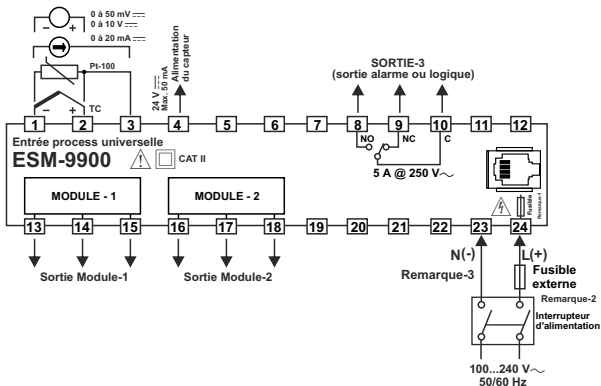 0 à 50 mV
0 à 10 V
0 à 20 mA
Pt-100
TC
24 V
Max. 50 mA
Alimentation
du capteur
SORTIE-3
(sortie alarme ou logique)
1 2 3 4 5 6 7 8 9 10 11 12
NO NC C
5 A @ 250 V~
Entrée process universelle
ESM-9900
CAT II
MODULE - 1
MODULE - 2
Fusible
Remarque-1
13 14 15 16 17 18 19 20 21 22 23 24
Sortie Module-1
Sortie Module-2
N(-)
L(+)
Remarque-3
Fusible
externe
Remarque-2
Interrupteur
d'alimentation
100...240 V~
50/60 Hz